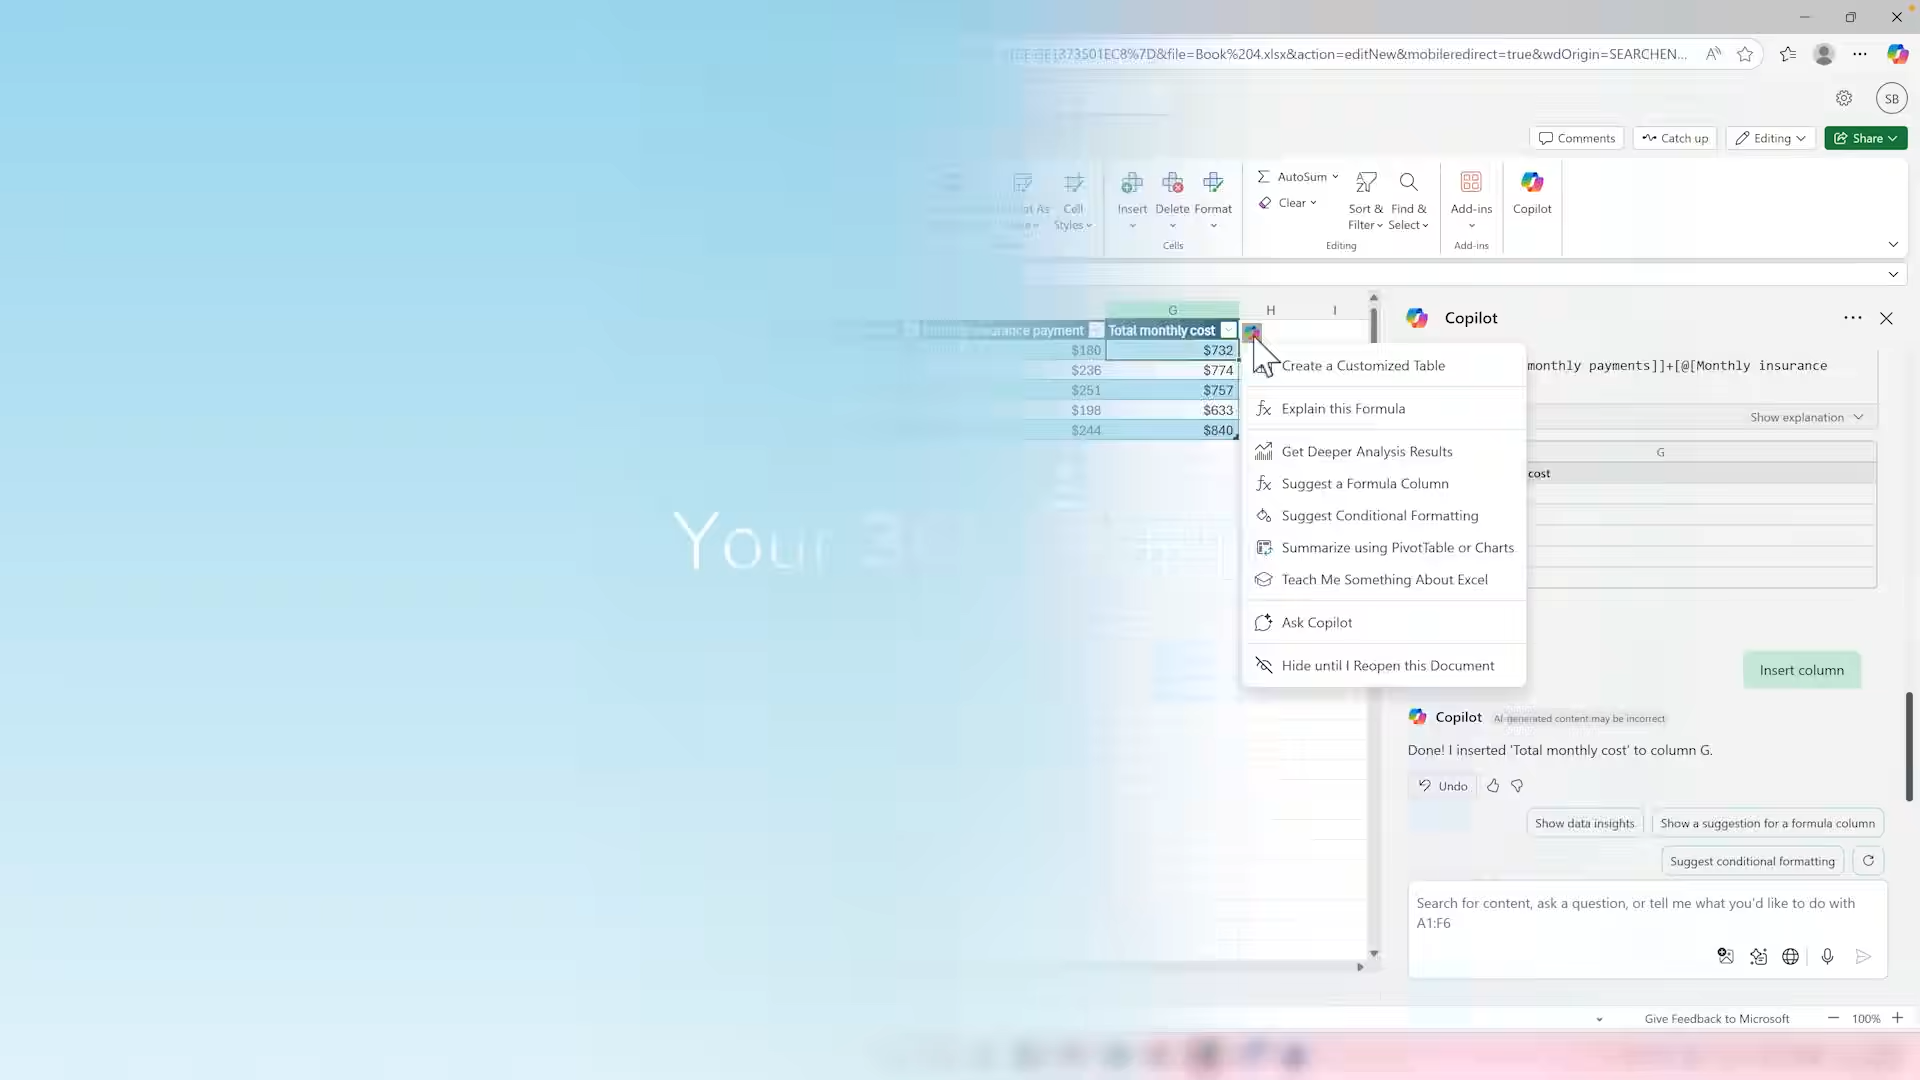 373501EC8%7D&file=Book%204.xlsx&action=editNew&mobileredirect=true&wdOrigin=SEARCHEN...
SB
Comments
Catch up
Editing
Share
As
Cell
Styles
Insert
Delete
Format
Cells
AutoSum
Clear
Sort &
Filter
Find &
Select
Editing
Add-ins
Add-ins
Copilot
G
H
I
payment
Total monthly cost
$180
$732
$236
$774
$251
$757
$198
$633
$244
$840
Your
Create a Customized Table
Explain this Formula
Get Deeper Analysis Results
Suggest a Formula Column
Suggest Conditional Formatting
Summarize using PivotTable or Charts
Teach Me Something About Excel
Ask Copilot
Hide until I Reopen this Document
Copilot
monthly payments]]+[@[Monthly insurance
Show explanation
G
cost
Insert column
Copilot
AI-generated content may be incorrect
Done! I inserted 'Total monthly cost' to column G.
Undo
Show data insights
Show a suggestion for a formula column
Suggest conditional formatting
Search for content, ask a question, or tell me what you'd like to do with
A1:F6
Give Feedback to Microsoft
100%